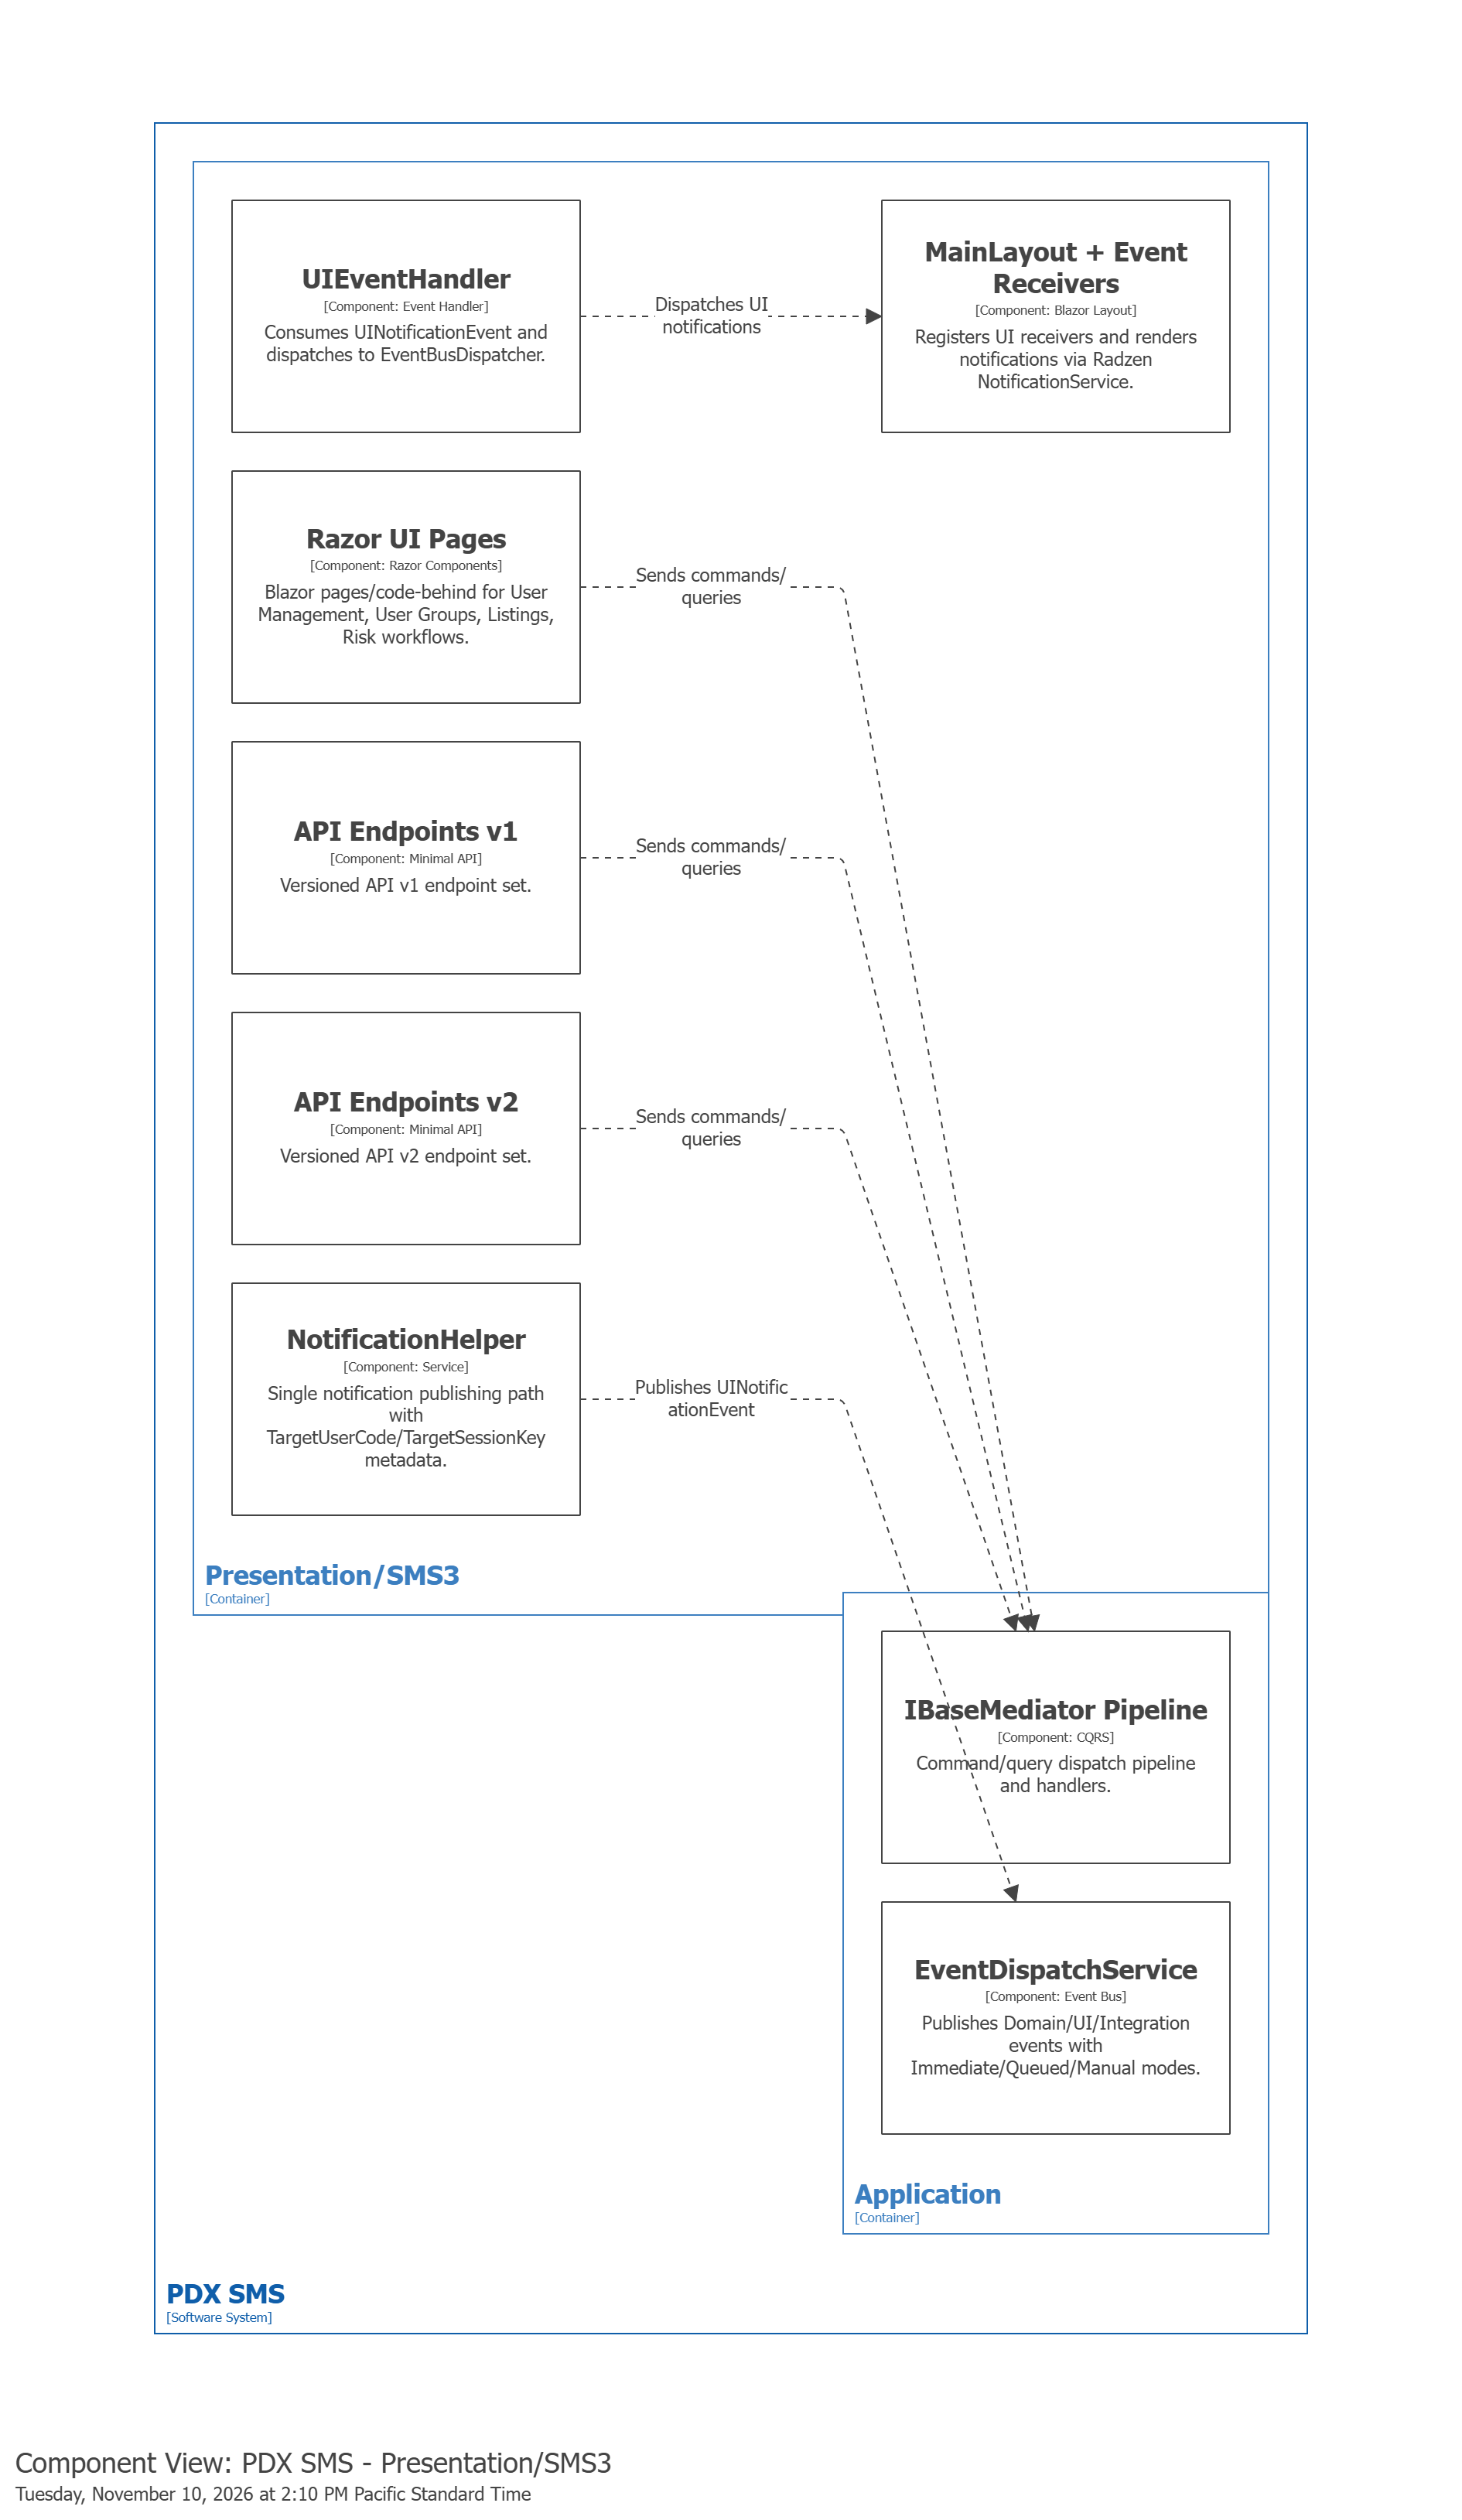 UIEventHandler
[Component: Event Handler]
Consumes UINotificationEvent and
dispatches to EventBusDispatcher.
Dispatches UI
notifications
MainLayout + Event
Receivers
[Component: Blazor Layout]
Registers UI receivers and renders
notifications via Radzen
NotificationService.
Razor UI Pages
[Component: Razor Components]
Blazor pages/code-behind for User
Management, User Groups, Listings,
Risk workflows.
Sends commands/
queries
API Endpoints v1
[Component: Minimal API]
Versioned API v1 endpoint set.
Sends commands/
queries
API Endpoints v2
[Component: Minimal API]
Versioned API v2 endpoint set.
Sends commands/
queries
NotificationHelper
[Component: Service]
Single notification publishing path
with
TargetUserCode/TargetSessionKey
metadata.
Publishes UINotific
ationEvent
Presentation/SMS3
[Container]
IBaseMediator Pipeline
[Component: CQRS]
Command/query dispatch pipeline
and handlers.
EventDispatchService
[Component: Event Bus]
Publishes Domain/UI/Integration
events with
Immediate/Queued/Manual modes.
Application
[Container]
PDX SMS
[Software System]
Component View: PDX SMS - Presentation/SMS3
Tuesday, November 10, 2026 at 2:10 PM Pacific Standard Time